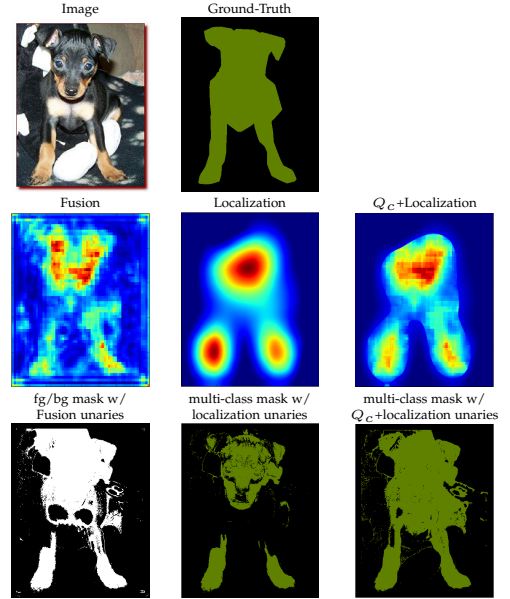 Image
Ground-Truth
Fusion
Localization
Q_C+Localization
fg/bg mask w/
Fusion unaries
multi-class mask w/
localization unaries
multi-class mask w/
Q_C+localization unaries